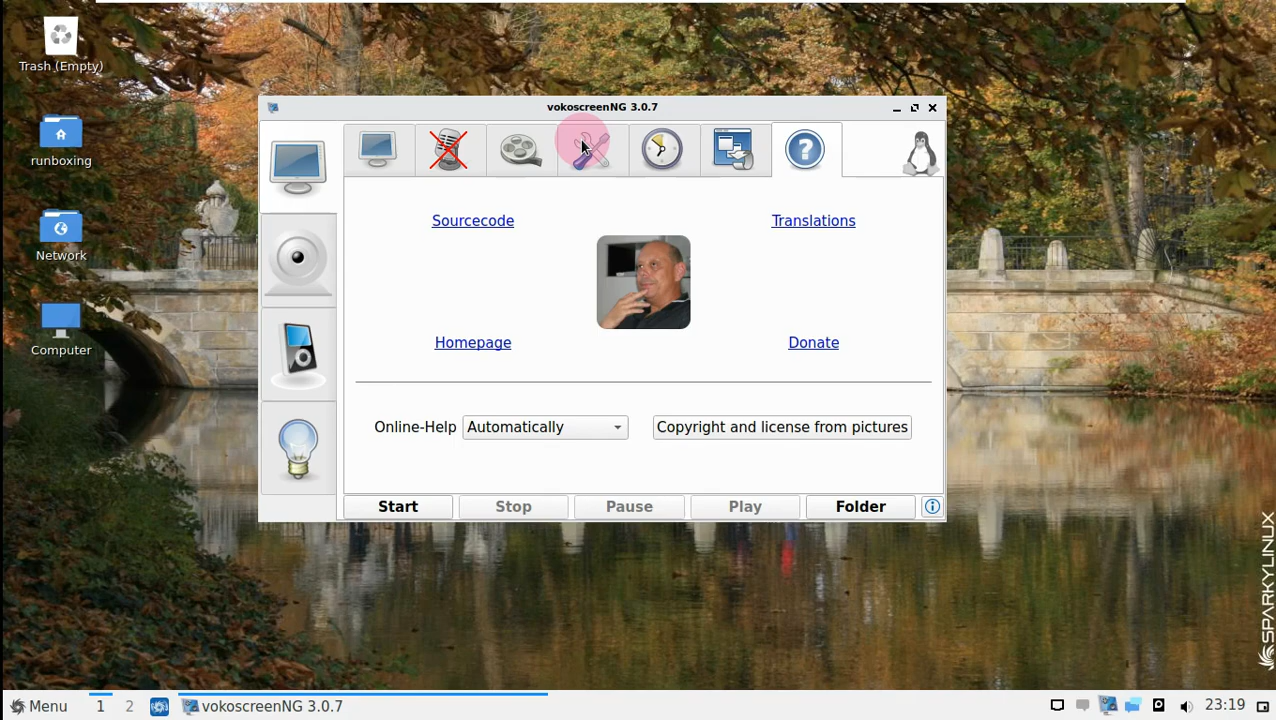 Trash (Empty)
runboxing
Network
Computer
vokoscreenNG 3.0.7
?
Sourcecode
Translations
Homepage
Donate
Online-Help Automatically
Copyright and license from pictures
Start Stop Pause Play Folder
SPARKYLINUX
Menu 1 2 vokoscreenNG 3.0.7 23:19